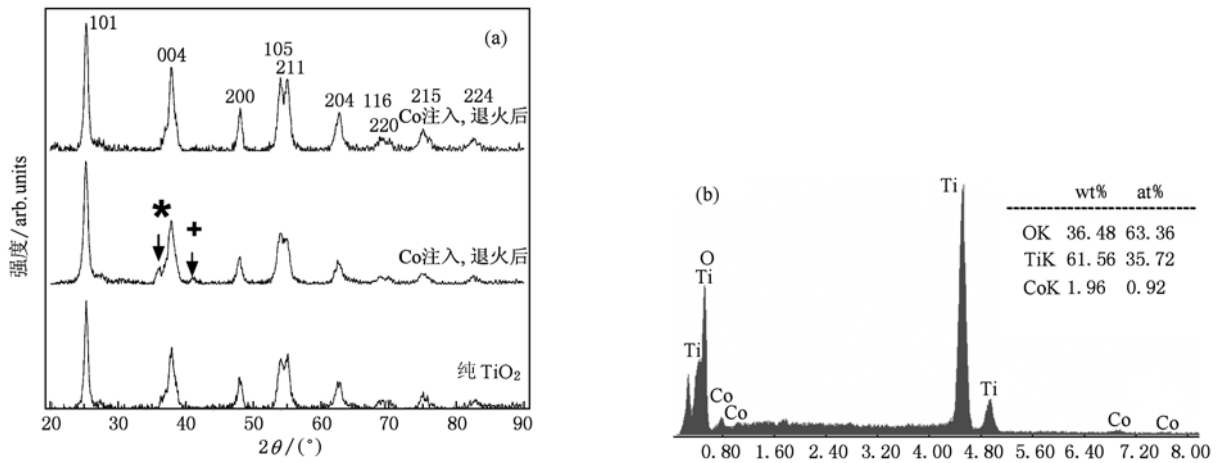 (a)
101
004
105
211
200
204
116
220
215
224
Co注入, 退火后
*
+
Co注入, 退火后
纯 TiO2
强度/arb.units
20 30 40 50 60 70 80 90
2θ/(°)
(b)
Ti
O
Ti
Ti
Co
Co
Ti
Co
Co
wt% at%
OK 36.48 63.36
TiK 61.56 35.72
CoK 1.96 0.92
0.80 1.60 2.40 3.20 4.00 4.80 5.60 6.40 7.20 8.00